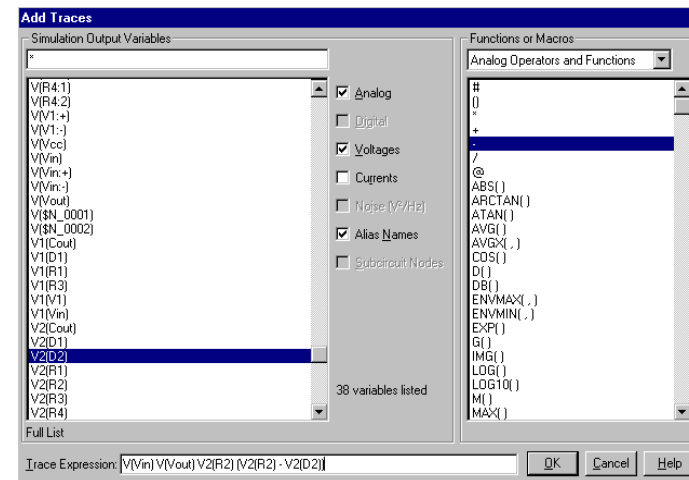 Add Traces
Simulation Output Variables
*
V(R4:1)
V(R4:2)
V(V1:+)
V(V1:-)
V(Vcc)
V(Vin)
V(Vin:+)
V(Vin:-)
V(Vout)
V($N_0001)
V($N_0002)
V1(Cout)
V1(D1)
V1(R1)
V1(R3)
V1(V1)
V1(Vin)
V2(Cout)
V2(D1)
V2(D2)
V2(R1)
V2(R2)
V2(R3)
V2(R4)
Full List
Analog
Digital
Voltages
Currents
Noise (V²/Hz)
Alias Names
Subcircuit Nodes
38 variables listed
Functions or Macros
Analog Operators and Functions
#
()
*
+
-
/
@
ABS( )
ARCTAN( )
ATAN( )
AVG( )
AVGX( , )
COS( )
D( )
DB( )
ENVMAX( , )
ENVMIN( , )
EXP( )
G( )
IMG( )
LOG( )
LOG10( )
M( )
MAX( )
Trace Expression: V(Vin) V(Vout) V2(R2) (V2(R2) - V2(D2))
OK Cancel Help